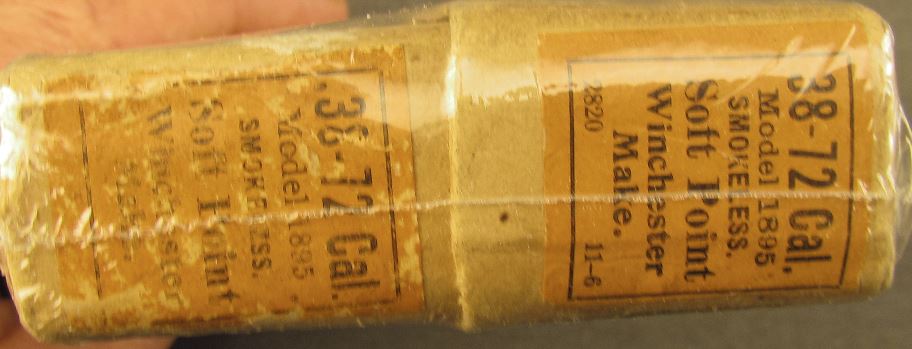 .38-72 Cal.
Model 1895
SMOKELESS.
Soft Point
Winchester
Make.
2820 11-6
.38-72 Cal.
Model 1895
SMOKELESS.
Soft Point
Winchester
Make.